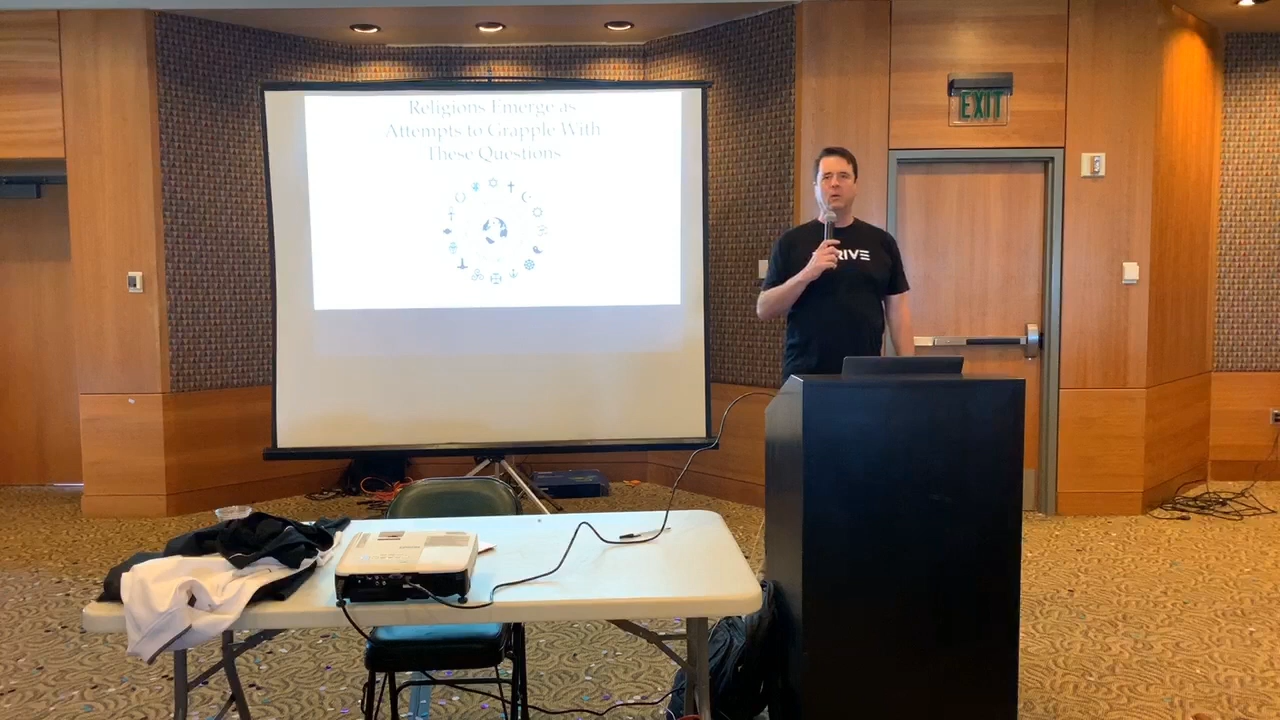 Religions Emerge as
Attempts to Grapple With
These Questions
EXIT
RIVE